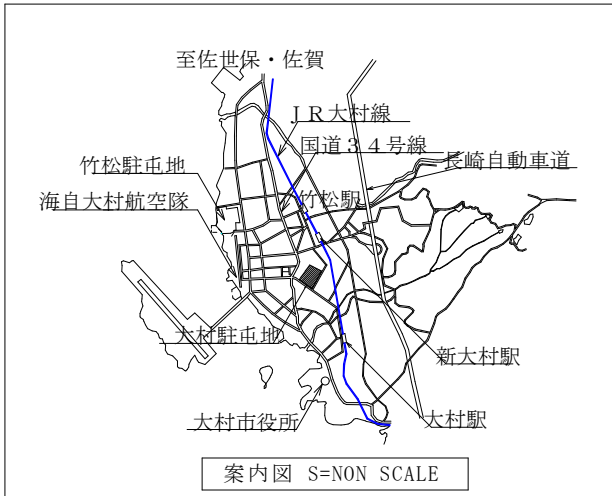 至佐世保・佐賀
ＪＲ大村線
国道３４号線
竹松駐屯地
長崎自動車道
海自大村航空隊
竹松駅
大村駐屯地
新大村駅
大村市役所
大村駅
案内図 S=NON SCALE